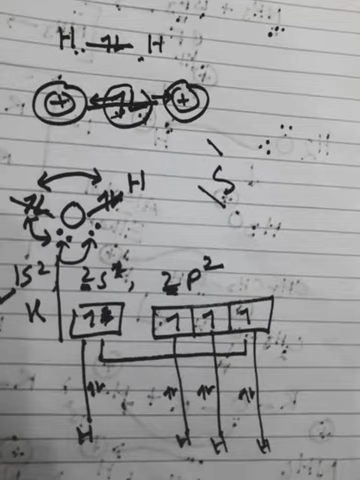 H ⥮ H
+ + +
H
S
1S², 2S², 2P²
K
H H H H